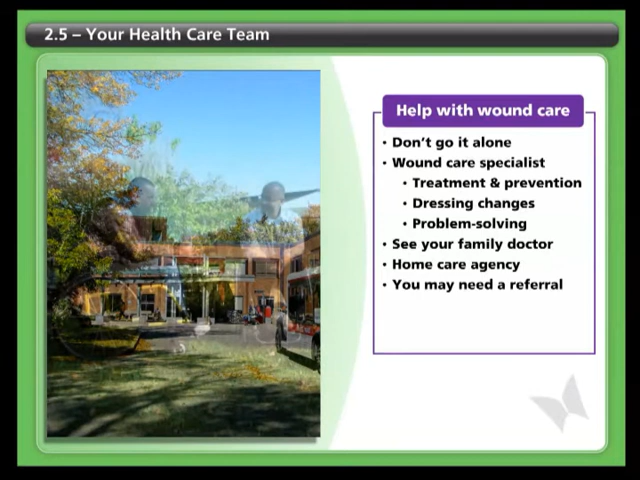 2.5 – Your Health Care Team
Help with wound care
• Don't go it alone
• Wound care specialist
• Treatment & prevention
• Dressing changes
• Problem-solving
• See your family doctor
• Home care agency
• You may need a referral